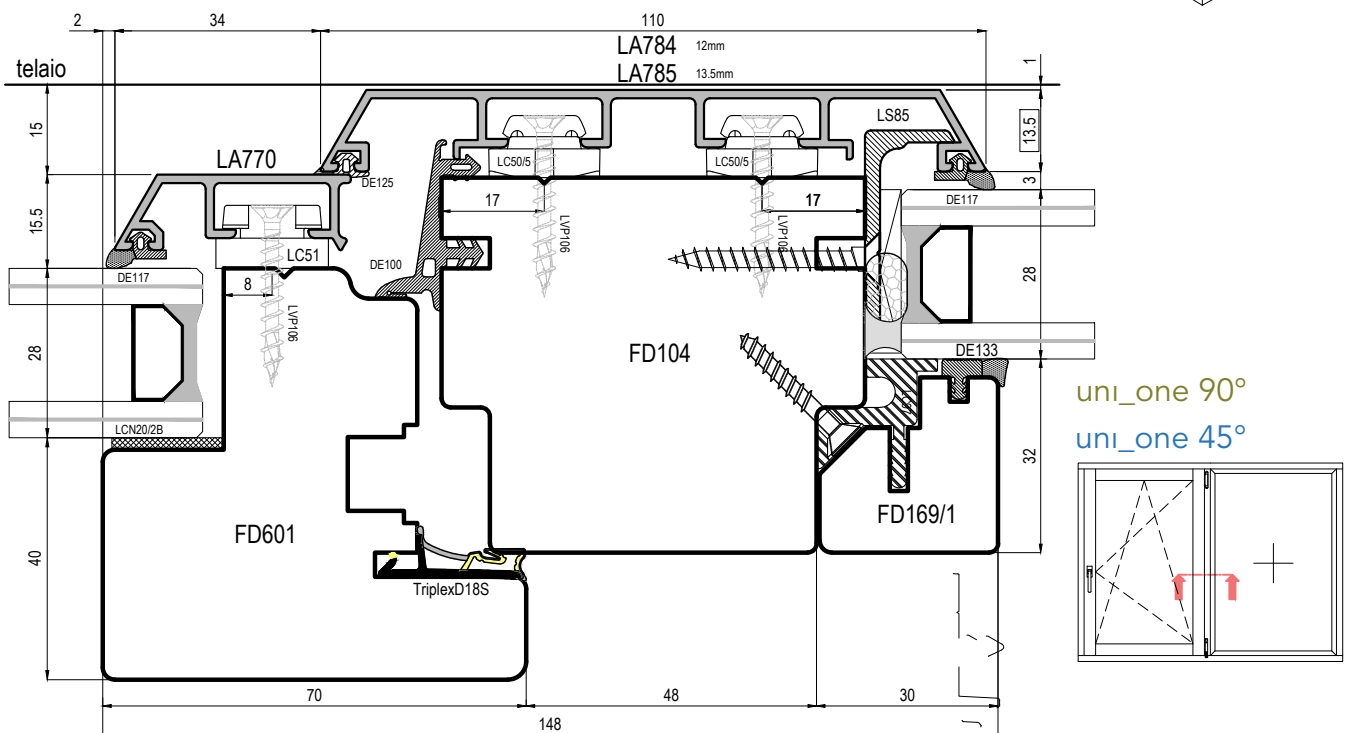 2 34 110
LA784 12mm
telaio
LA785 13.5mm
1
15
LA770
LS85
13.5
LC50/5 LC50/5
DE125
3
17 17
DE117
15.5
LVP106 LVP106
LC51
DE100
DE117
8
LVP106
28
28
FD104
DE133
LCN20/2B
uni_one 90°
uni_one 45°
32
FD601
FD169/1
40
TriplexD18S
70 48 30
148